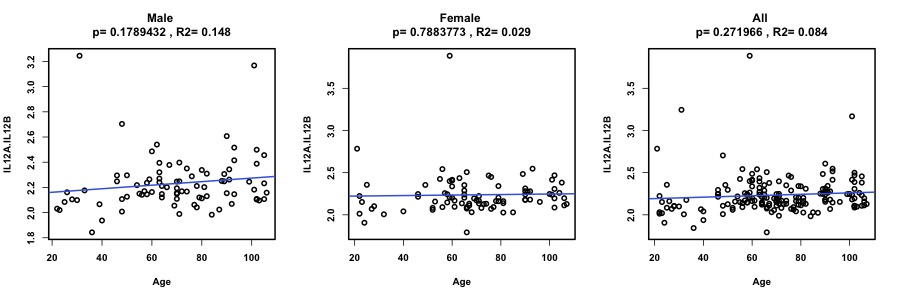 Male
p= 0.1789432 , R2= 0.148
IL12A.IL12B
3.2
3.0
2.8
2.6
2.4
2.2
2.0
1.8
20 40 60 80 100
Age
Female
p= 0.7883773 , R2= 0.029
IL12A.IL12B
3.5
3.0
2.5
2.0
20 40 60 80 100
Age
All
p= 0.271966 , R2= 0.084
IL12A.IL12B
3.5
3.0
2.5
2.0
20 40 60 80 100
Age